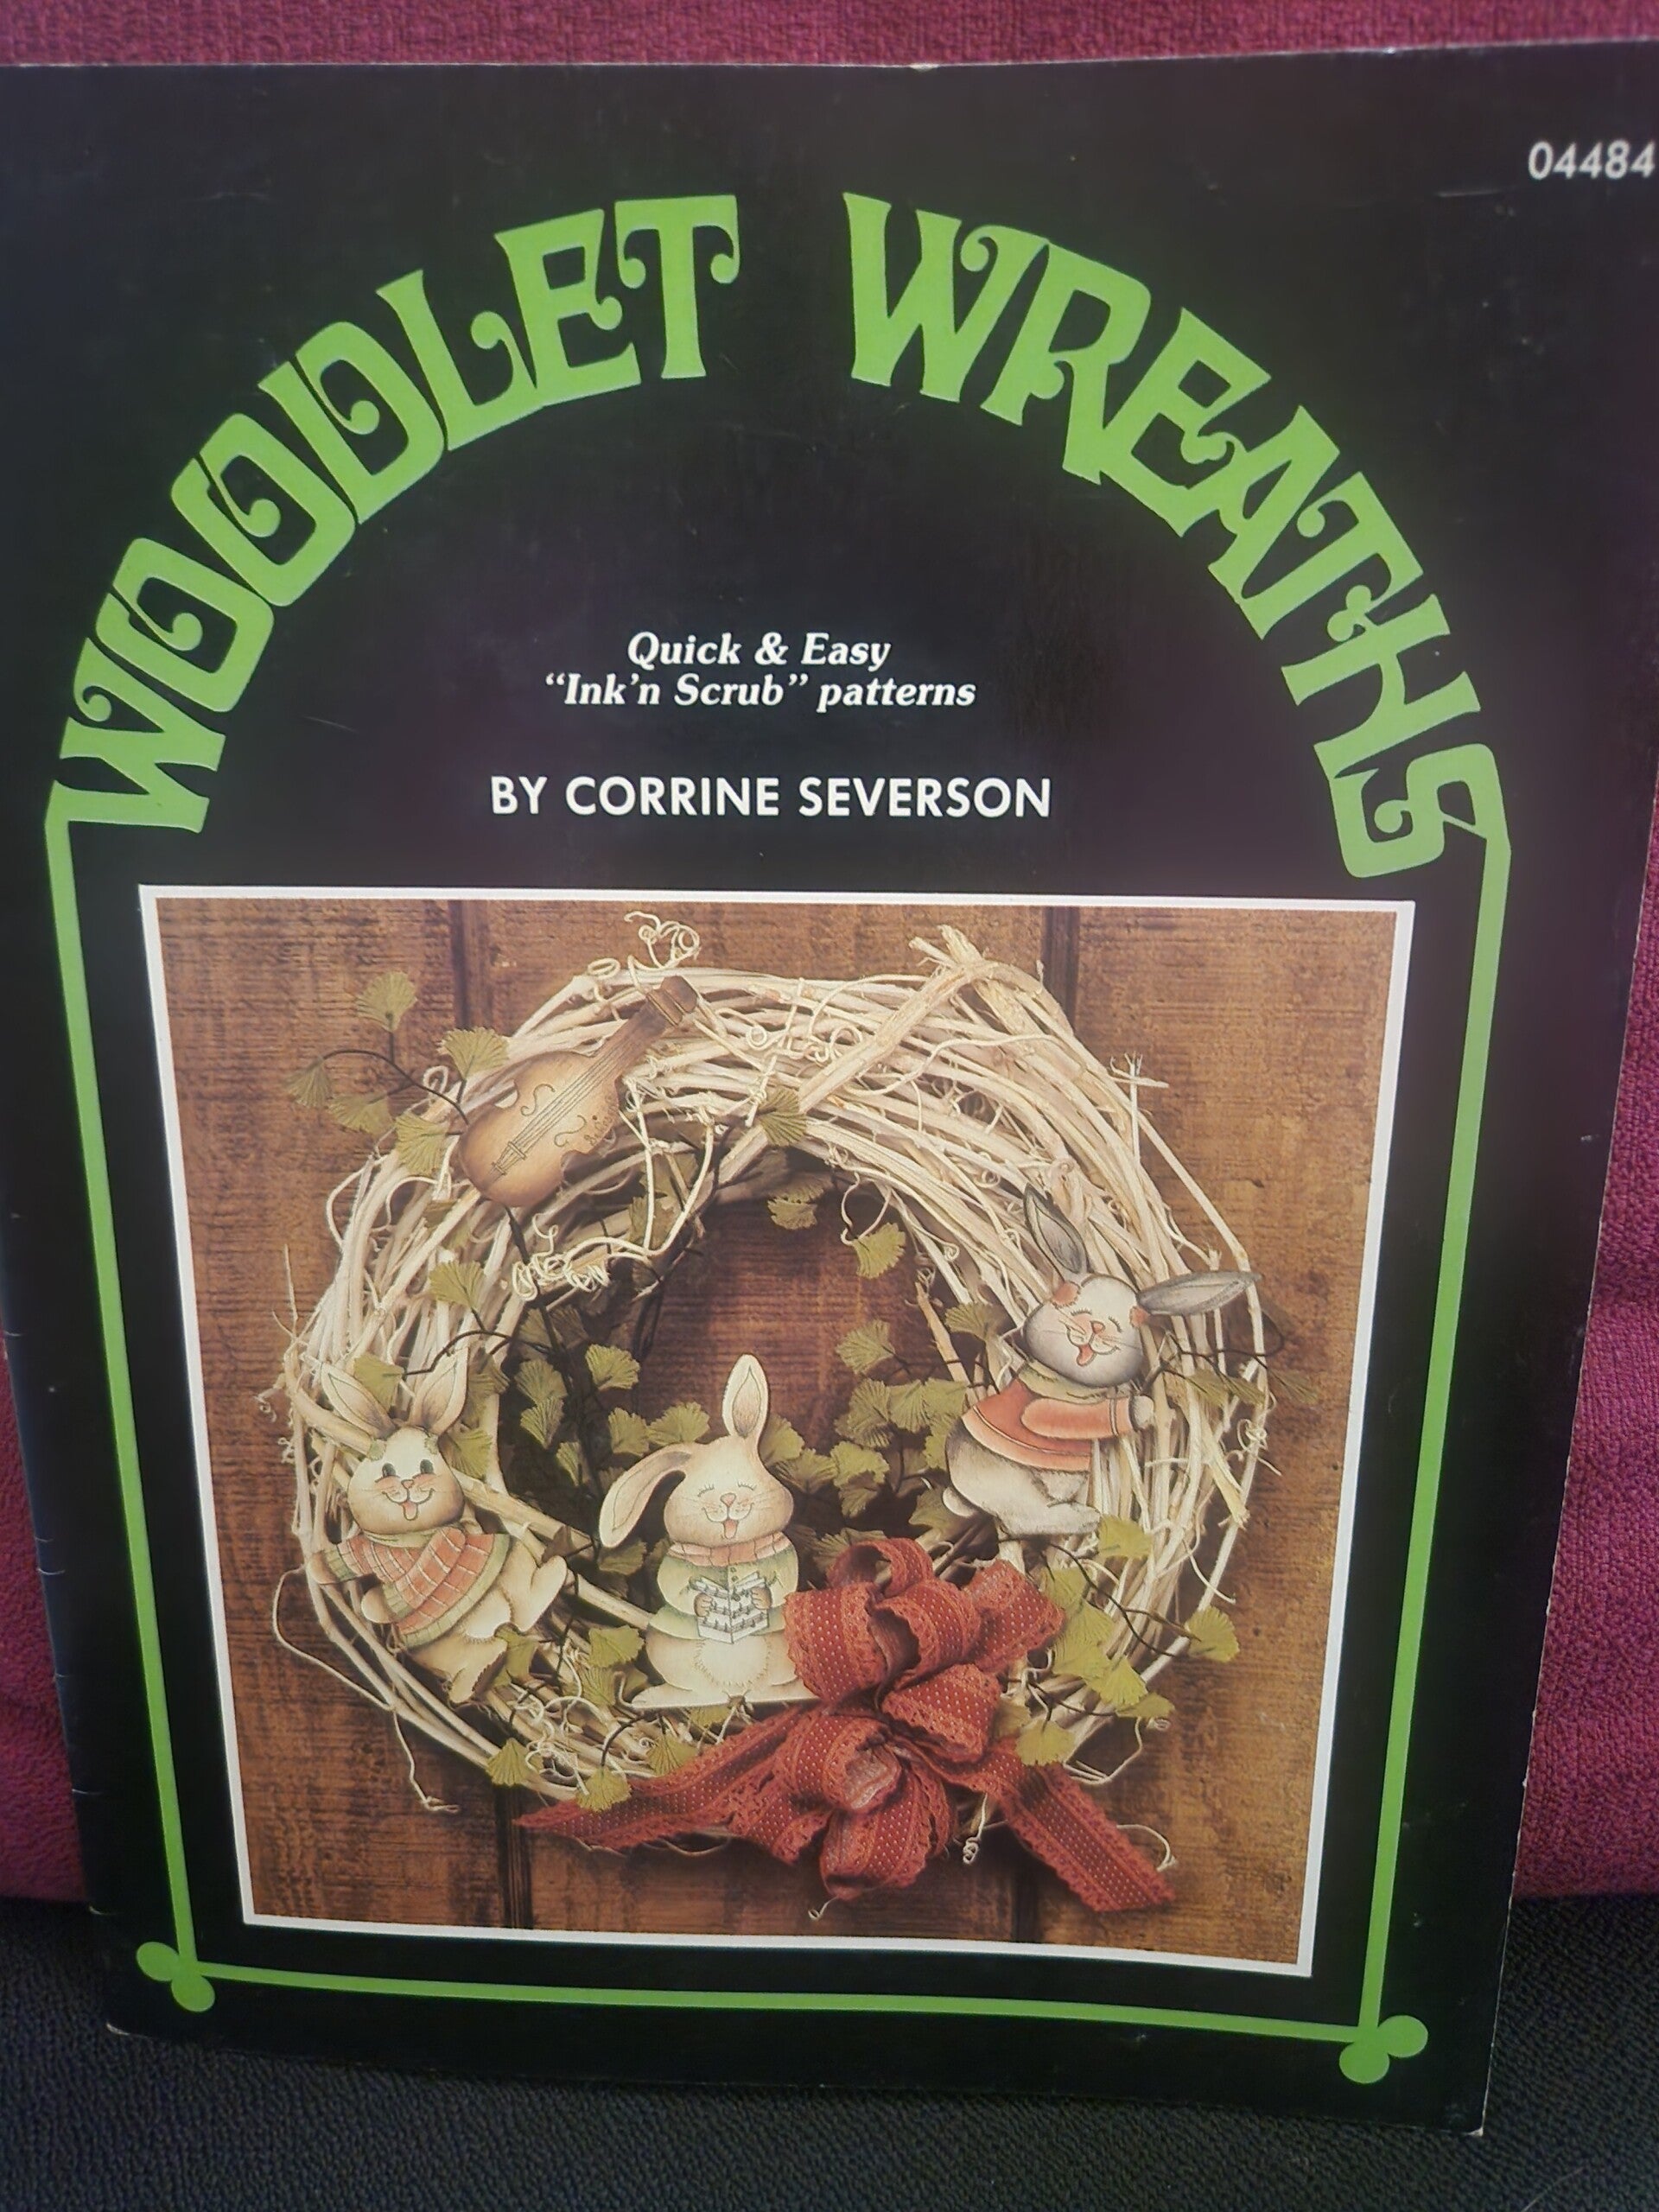 04484
WOODLET WREATHS
Quick & Easy
“Ink’n Scrub” patterns
BY CORRINE SEVERSON